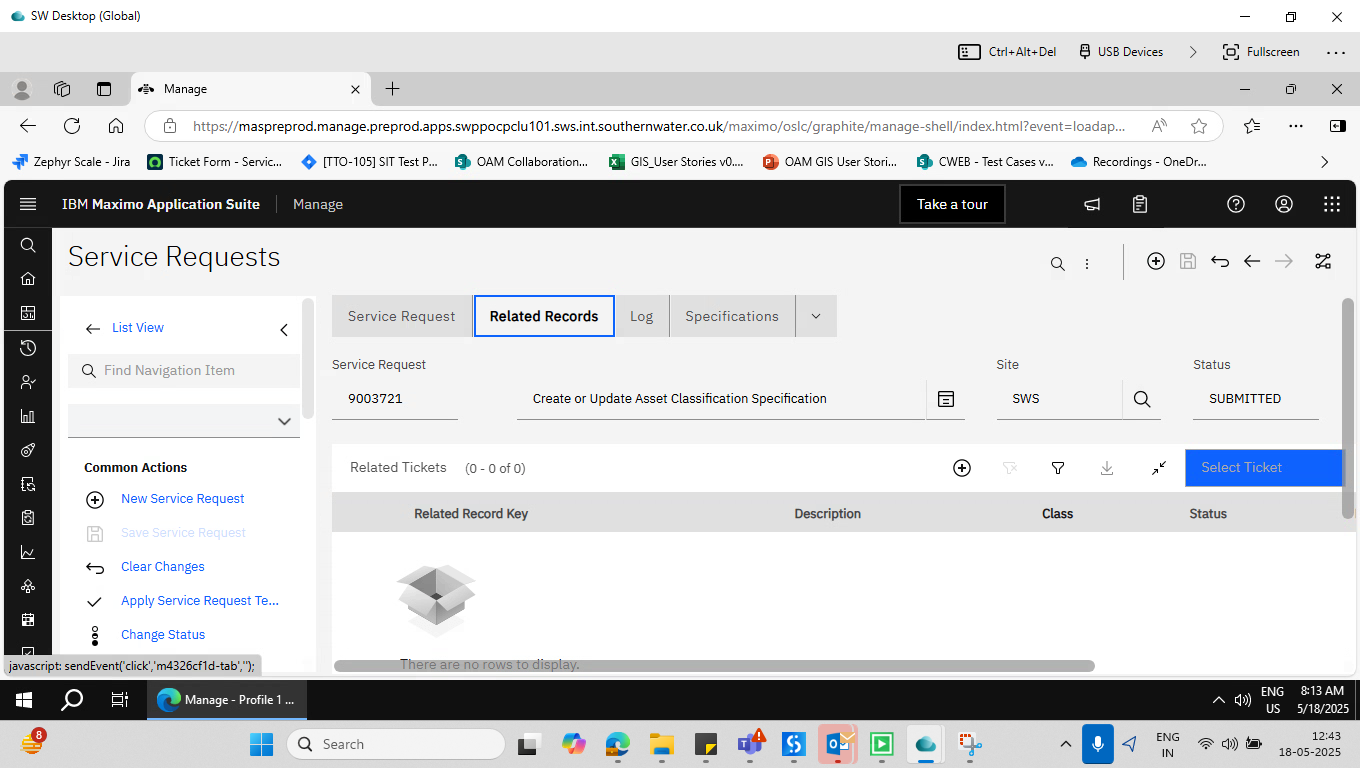 SW Desktop (Global)
Ctrl+Alt+Del USB Devices Fullscreen
Manage
https://maspreprod.manage.preprod.apps.swppocpclu101.sws.int.southernwater.co.uk/maximo/oslc/graphite/manage-shell/index.html?event=loadap...
Zephyr Scale - Jira Ticket Form - Servic... [TTO-105] SIT Test P... OAM Collaboration... GIS_User Stories v0.... OAM GIS User Stori... CWEB - Test Cases v... Recordings - OneDr...
IBM Maximo Application Suite Manage Take a tour
Service Requests
List View
Find Navigation Item
Common Actions
New Service Request
Save Service Request
Clear Changes
Apply Service Request Te...
Change Status
Service Request Related Records Log Specifications
Service Request Site Status
9003721 Create or Update Asset Classification Specification SWS SUBMITTED
Related Tickets (0 - 0 of 0) Select Ticket
Related Record Key Description Class Status
There are no rows to display.
javascript: sendEvent('click','m4326cf1d-tab','');
Manage - Profile 1 ...
ENG
US
8:13 AM
5/18/2025
8
Search
ENG
IN
12:43
18-05-2025